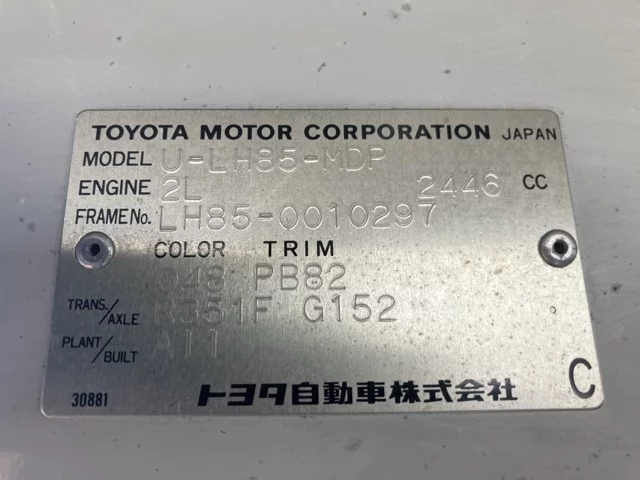 TOYOTA MOTOR CORPORATION JAPAN
MODEL U-LH85-MDP
ENGINE 2L 2446 CC
FRAME No. LH85-0010297
COLOR TRIM
048 PB82
TRANS./AXLE R351F G152
PLANT/BUILT A11
30881 トヨタ自動車株式会社 C